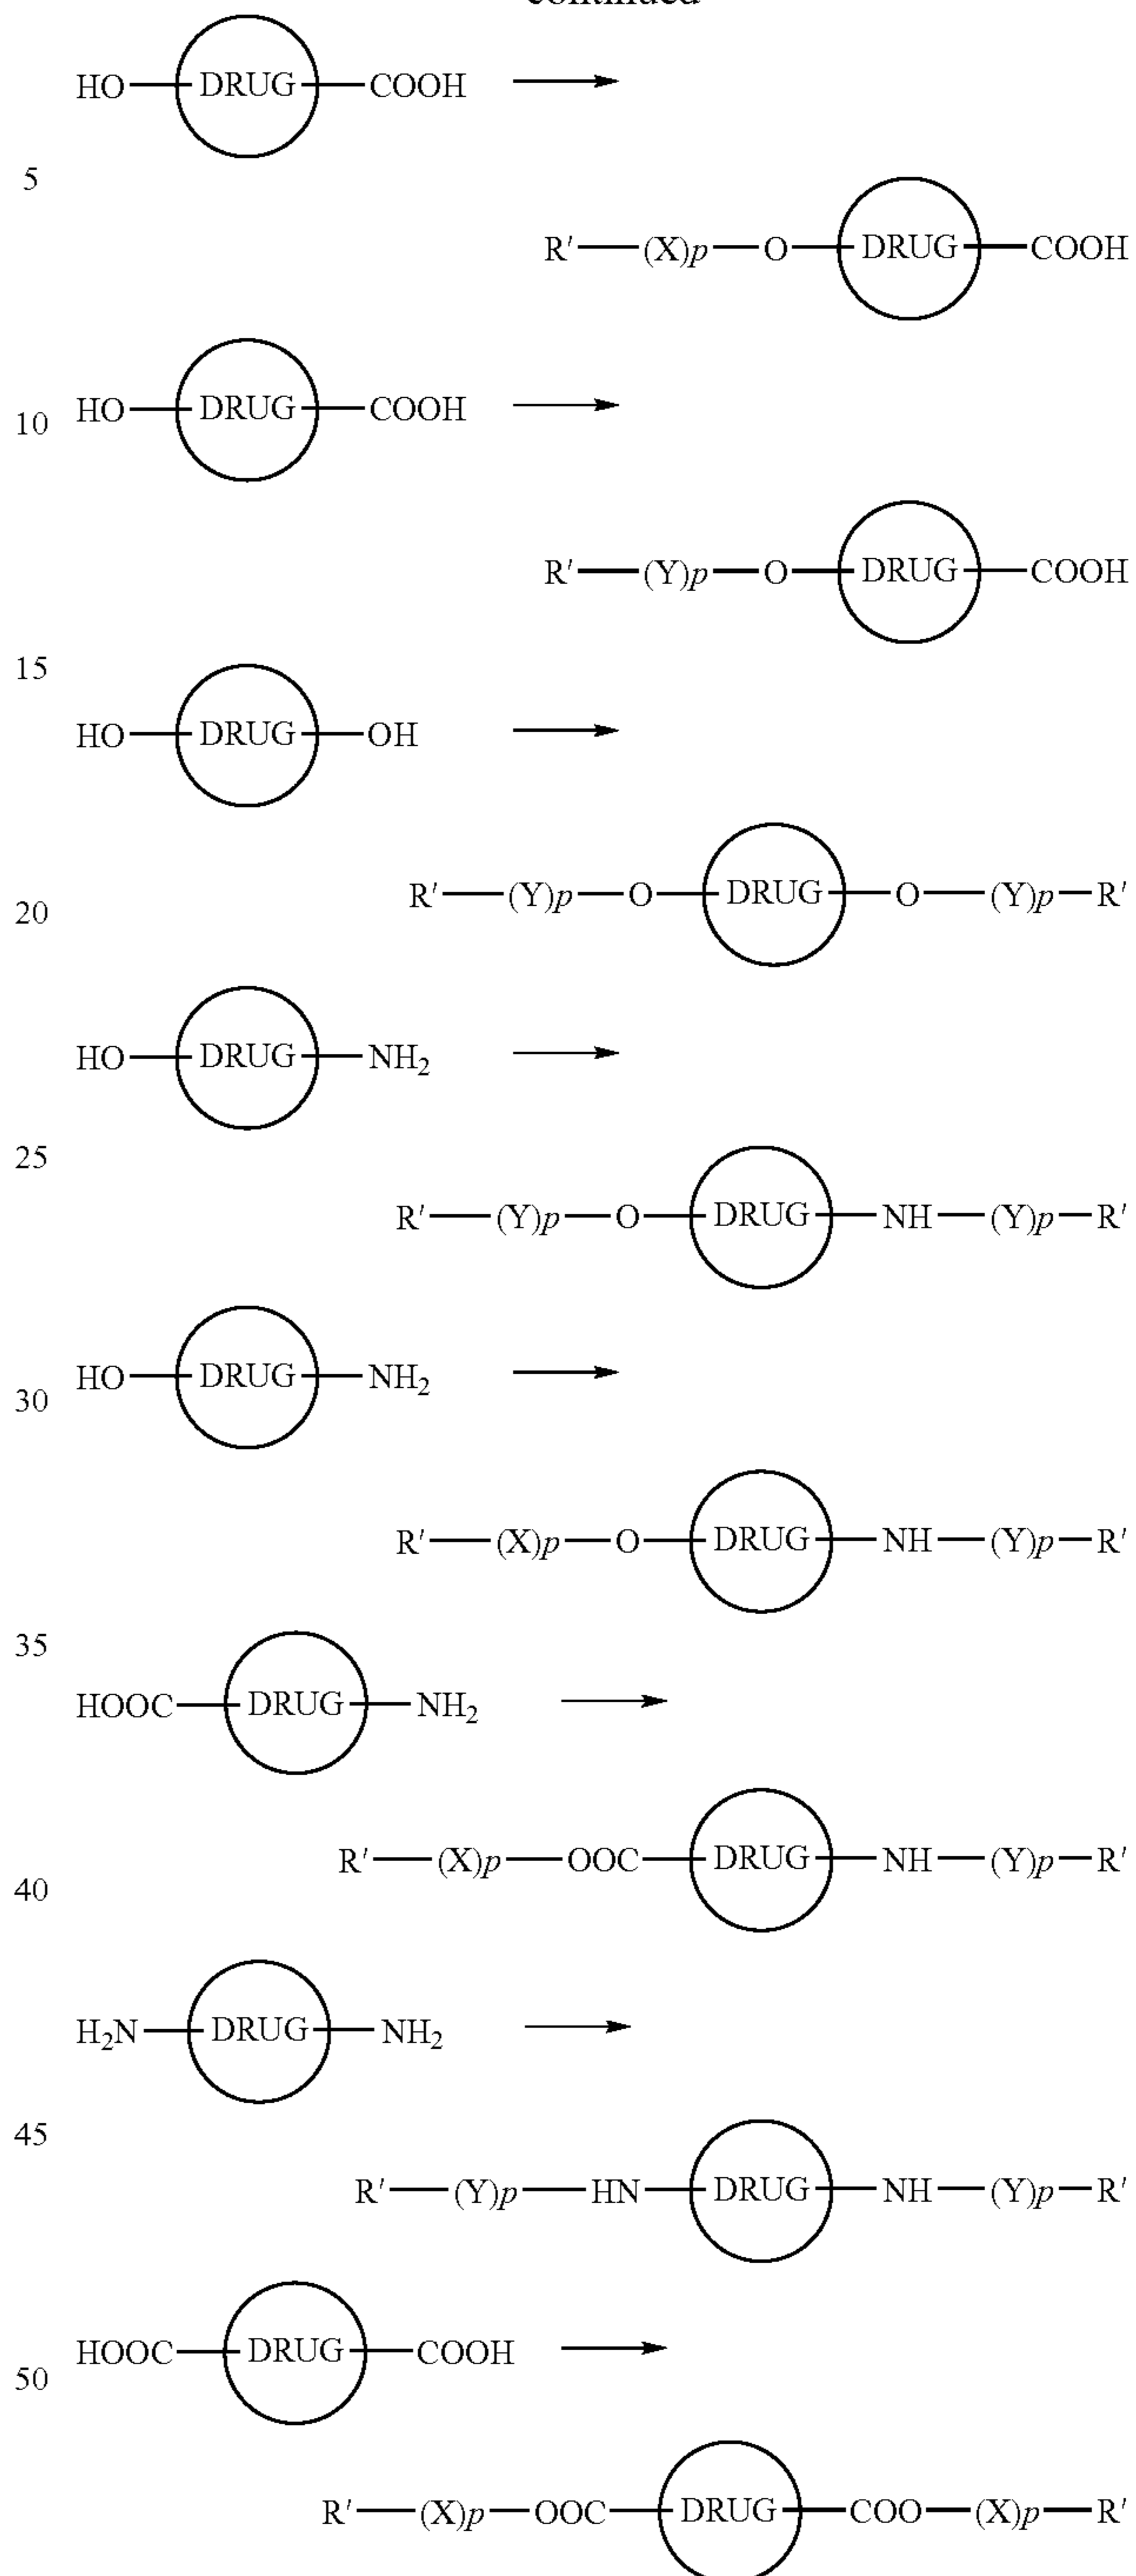 continued
HO DRUG COOH
5
R' (X)p O DRUG COOH
10 HO DRUG COOH
R' (Y)p O DRUG COOH
15
HO DRUG OH
20 R' (Y)p O DRUG O (Y)p R'
HO DRUG NH2
25
R' (Y)p O DRUG NH (Y)p R'
30 HO DRUG NH2
R' (X)p O DRUG NH (Y)p R'
35
HOOC DRUG NH2
40 R' (X)p OOC DRUG NH (Y)p R'
H2N DRUG NH2
45
R' (Y)p HN DRUG NH (Y)p R'
50 HOOC DRUG COOH
R' (X)p OOC DRUG COO (X)p R'